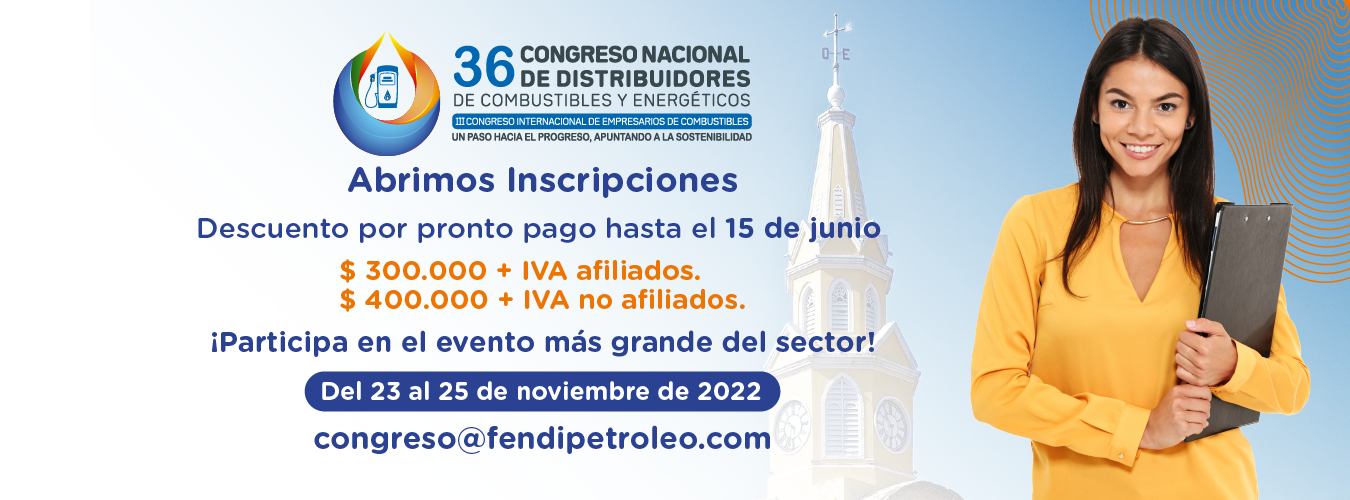 36 CONGRESO NACIONAL
DE DISTRIBUIDORES
DE COMBUSTIBLES Y ENERGÉTICOS
III CONGRESO INTERNACIONAL DE EMPRESARIOS DE COMBUSTIBLES
UN PASO HACIA EL PROGRESO, APUNTANDO A LA SOSTENIBILIDAD
O E
Abrimos Inscripciones
Descuento por pronto pago hasta el 15 de junio
$ 300.000 + IVA afiliados.
$ 400.000 + IVA no afiliados.
¡Participa en el evento más grande del sector!
Del 23 al 25 de noviembre de 2022
congreso@fendipetroleo.com